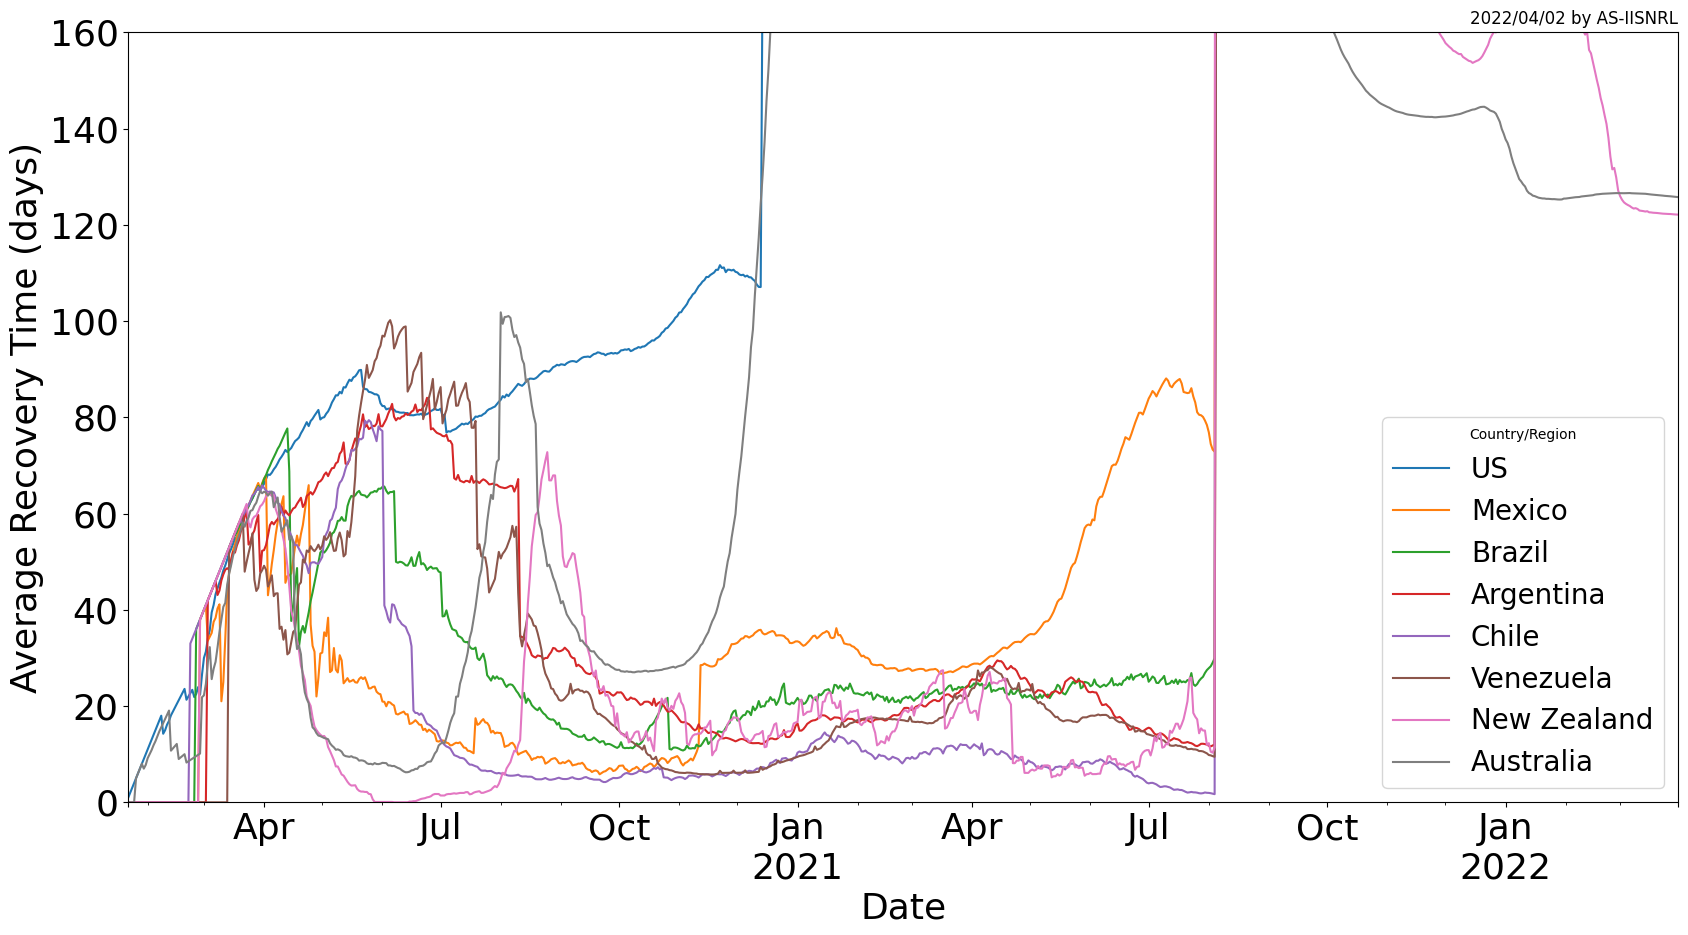 2022/04/02 by AS-IISNRL
Average Recovery Time (days)
160
140
120
100
80
60
40
20
0
Country/Region
US
Mexico
Brazil
Argentina
Chile
Venezuela
New Zealand
Australia
Apr Jul Oct Jan Apr Jul Oct Jan
2021 2022
Date